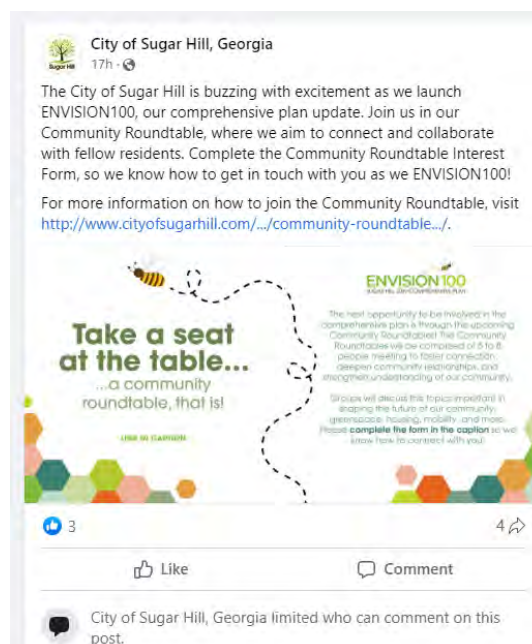 City of Sugar Hill, Georgia
17h ·
Sugar Hill
The City of Sugar Hill is buzzing with excitement as we launch
ENVISION100, our comprehensive plan update. Join us in our
Community Roundtable, where we aim to connect and collaborate
with fellow residents. Complete the Community Roundtable Interest
Form, so we know how to get in touch with you as we ENVISION100!
For more information on how to join the Community Roundtable, visit
http://www.cityofsugarhill.com/.../community-roundtable.../.
Take a seat
at the table...
...a community
roundtable, that is!
LINK IN CAPTION
ENVISION100
The next opportunity to be involved in the
comprehensive plan is through the upcoming
Community Roundtables! The Community
Roundtables will be comprised of 6 to 8
people meeting to foster connection,
deepen community relationships, and
strengthen understanding of our community.
Groups will discuss the topics important in
shaping the future of our community,
greenspace, housing, mobility, and more.
Please complete the form in the caption so we
know how to connect with you!
3
4
Like
Comment
City of Sugar Hill, Georgia limited who can comment on this
post.